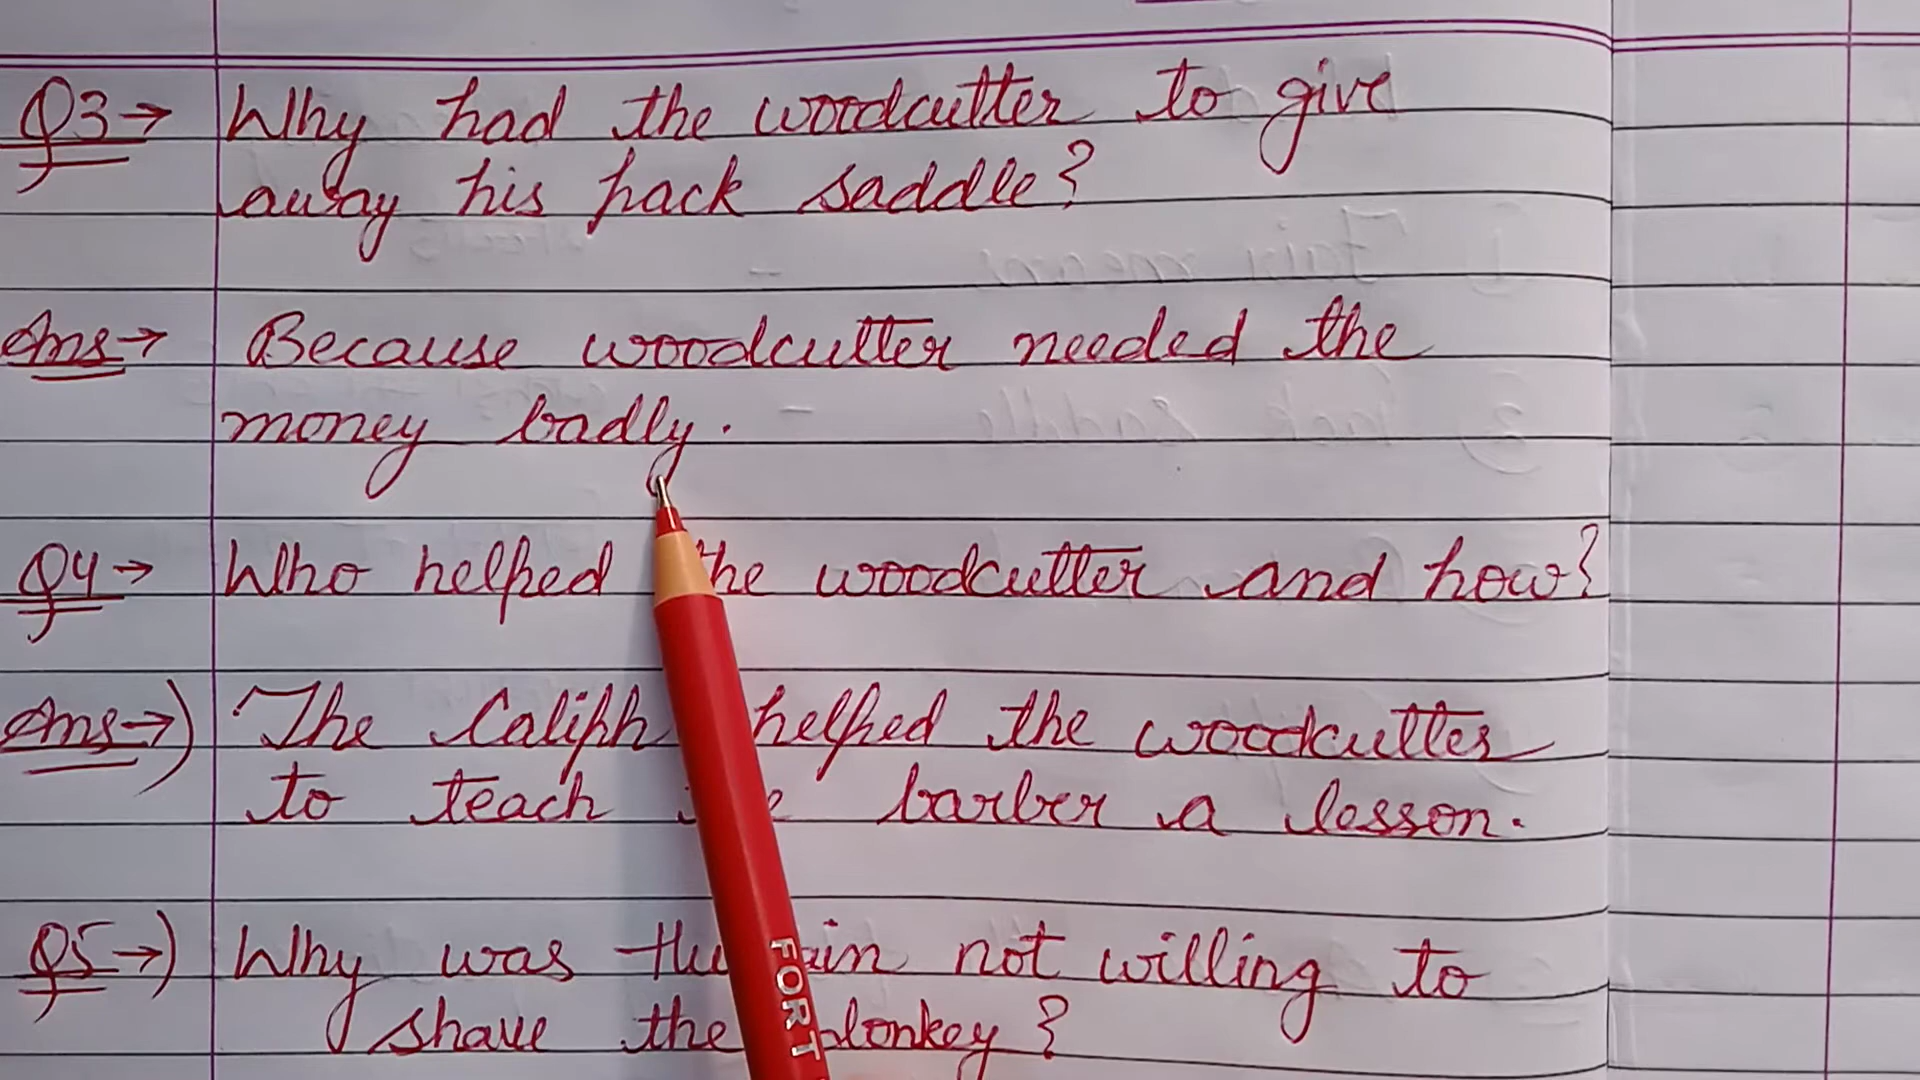 Q3→ Why had the woodcutter to give
away his pack saddle?
Ans→ Because woodcutter needed the
money badly.
Q4→ Who helped the woodcutter and how?
Ans→) The Caliph helped the woodcutter
to teach barber a lesson.
Q5→) Why was not willing to
shave the donkey?
FORT